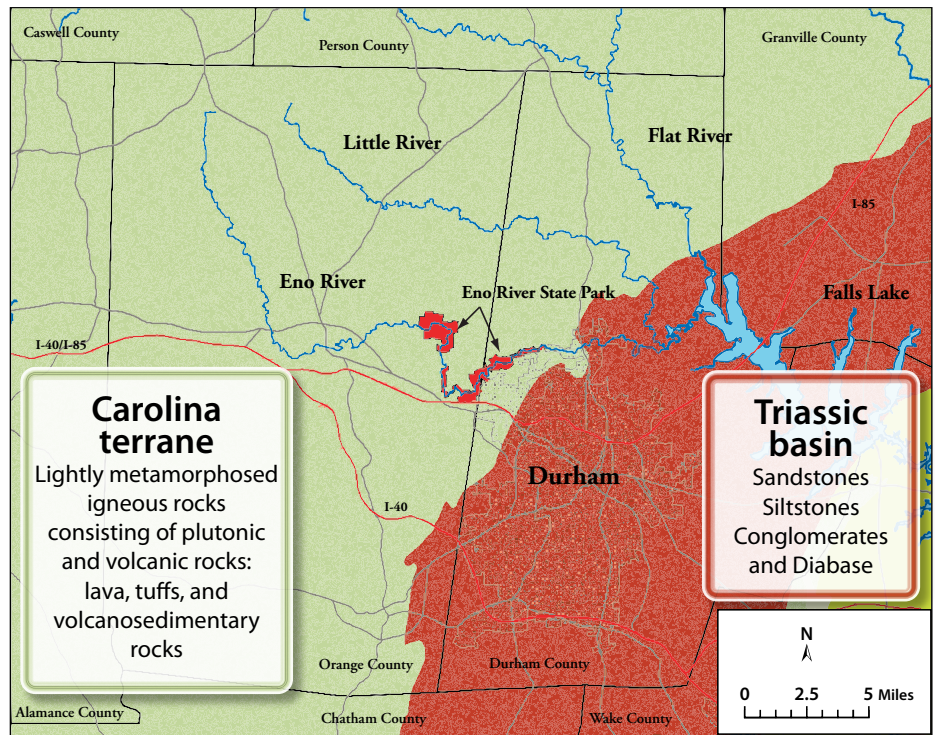 Caswell County
Person County
Granville County
Little River
Flat River
I-85
Eno River
Eno River State Park
Falls Lake
I-40/I-85
Carolina
terrane
Lightly metamorphosed
igneous rocks
consisting of plutonic
and volcanic rocks:
lava, tuffs, and
volcanosedimentary
rocks
Triassic
basin
Sandstones
Siltstones
Conglomerates
and Diabase
Durham
I-40
N
Orange County
Durham County
0 2.5 5 Miles
Alamance County
Chatham County
Wake County